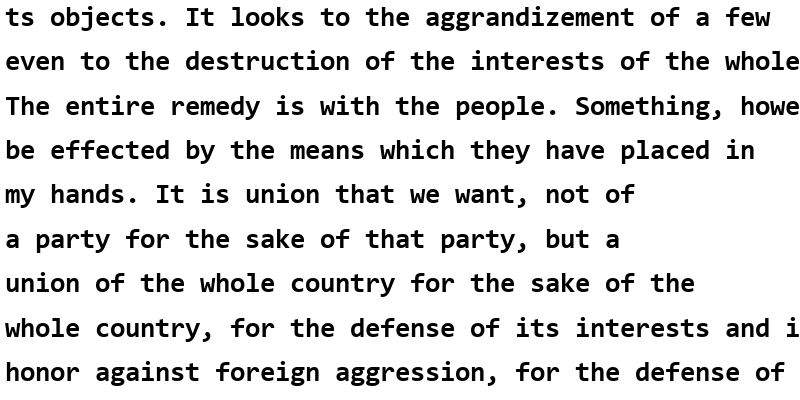 ts objects. It looks to the aggrandizement of a few
even to the destruction of the interests of the whole
The entire remedy is with the people. Something, howe
be effected by the means which they have placed in
my hands. It is union that we want, not of
a party for the sake of that party, but a
union of the whole country for the sake of the
whole country, for the defense of its interests and i
honor against foreign aggression, for the defense of